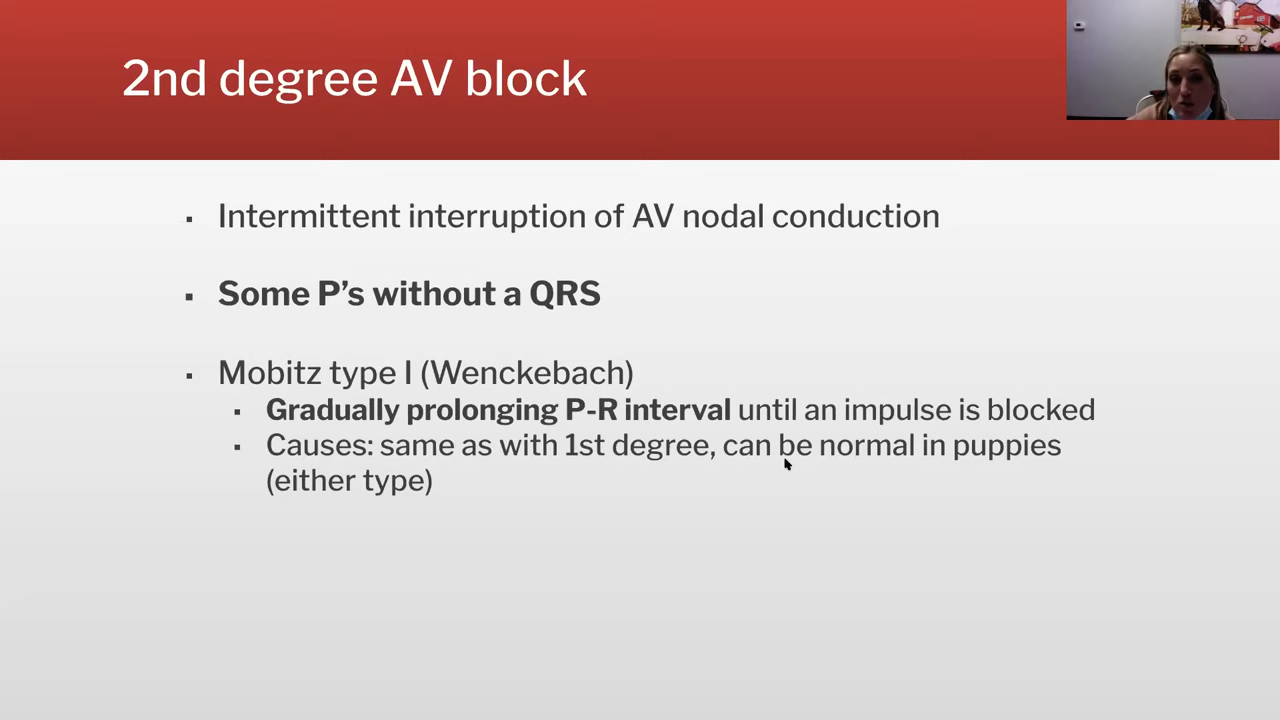 2nd degree AV block
Intermittent interruption of AV nodal conduction
Some P’s without a QRS
Mobitz type I (Wenckebach)
Gradually prolonging P-R interval until an impulse is blocked
Causes: same as with 1st degree, can be normal in puppies
(either type)